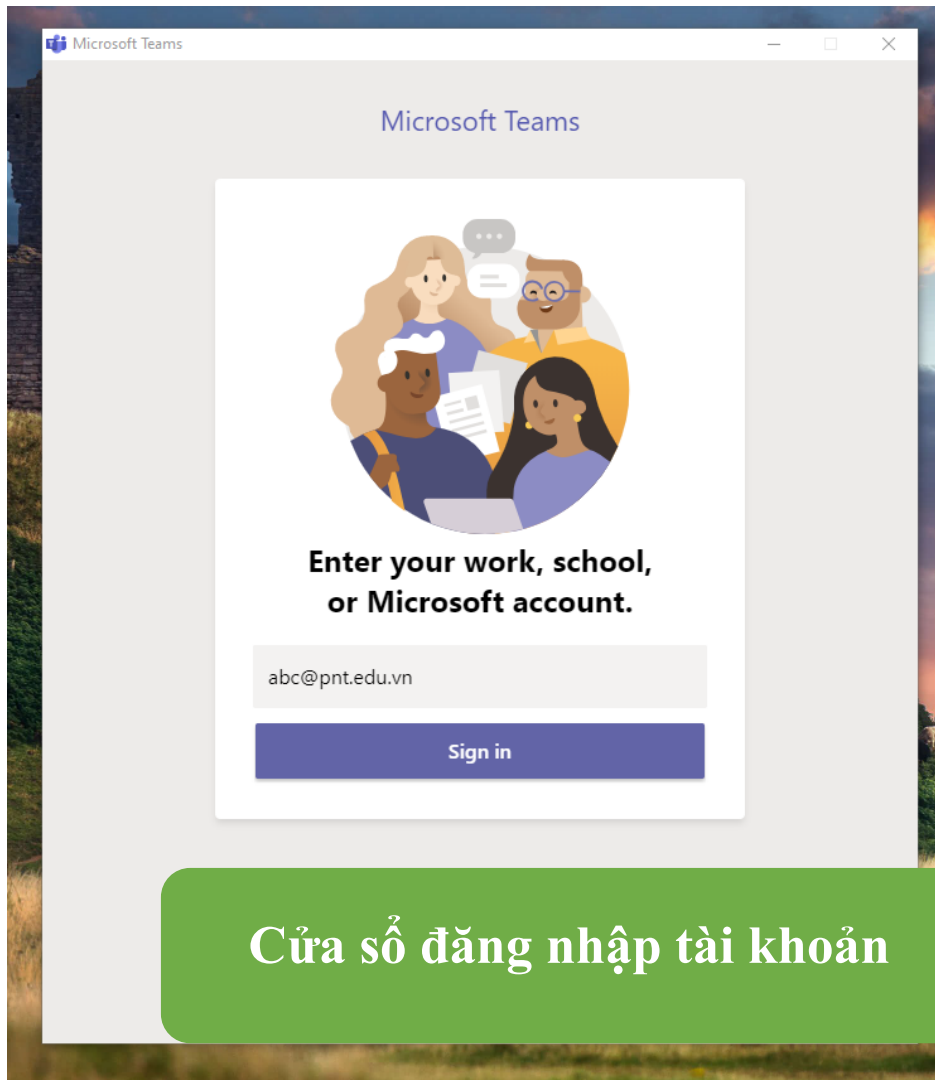 Microsoft Teams
Microsoft Teams
Enter your work, school,
or Microsoft account.
abc@pnt.edu.vn
Sign in
Cửa sổ đăng nhập tài khoản